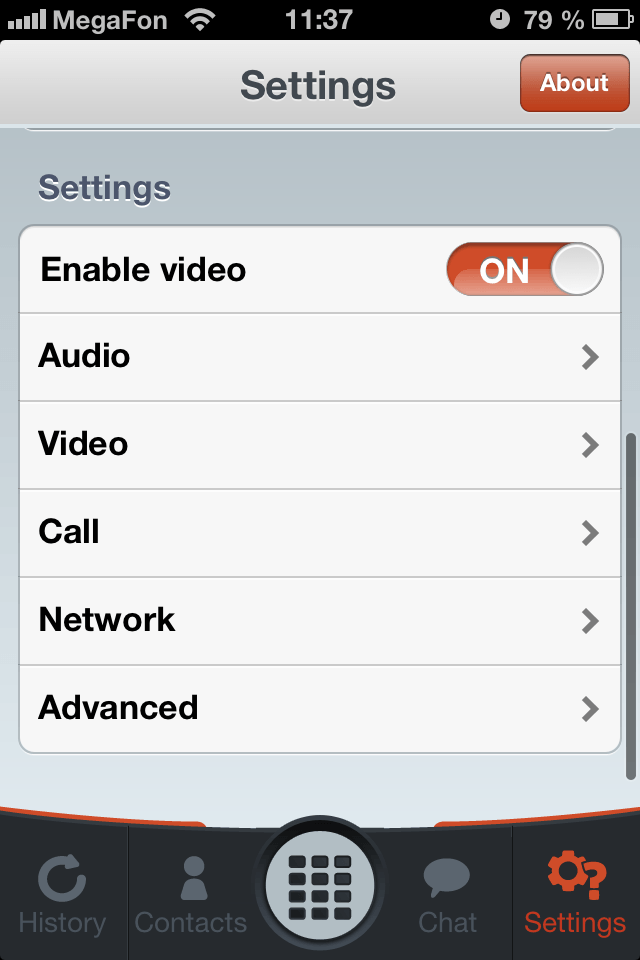 MegaFon 11:37 79 %
Settings
About
Settings
Enable video
ON
Audio
Video
Call
Network
Advanced
History
Contacts
Chat
Settings